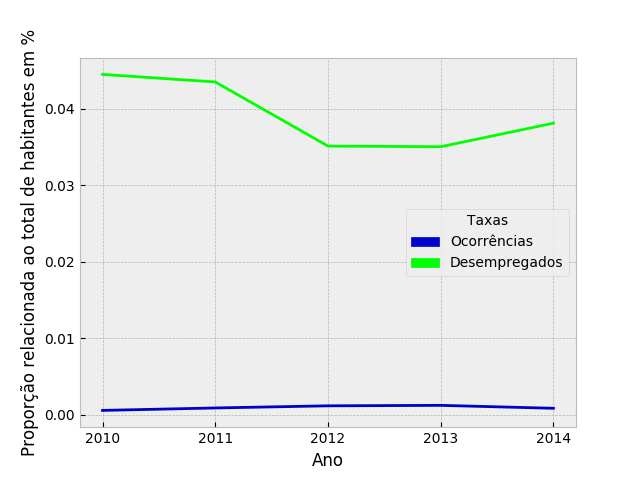 Proporção relacionada ao total de habitantes em %
0.04
0.03
0.02
0.01
0.00
Taxas
Ocorrências
Desempregados
2010 2011 2012 2013 2014
Ano